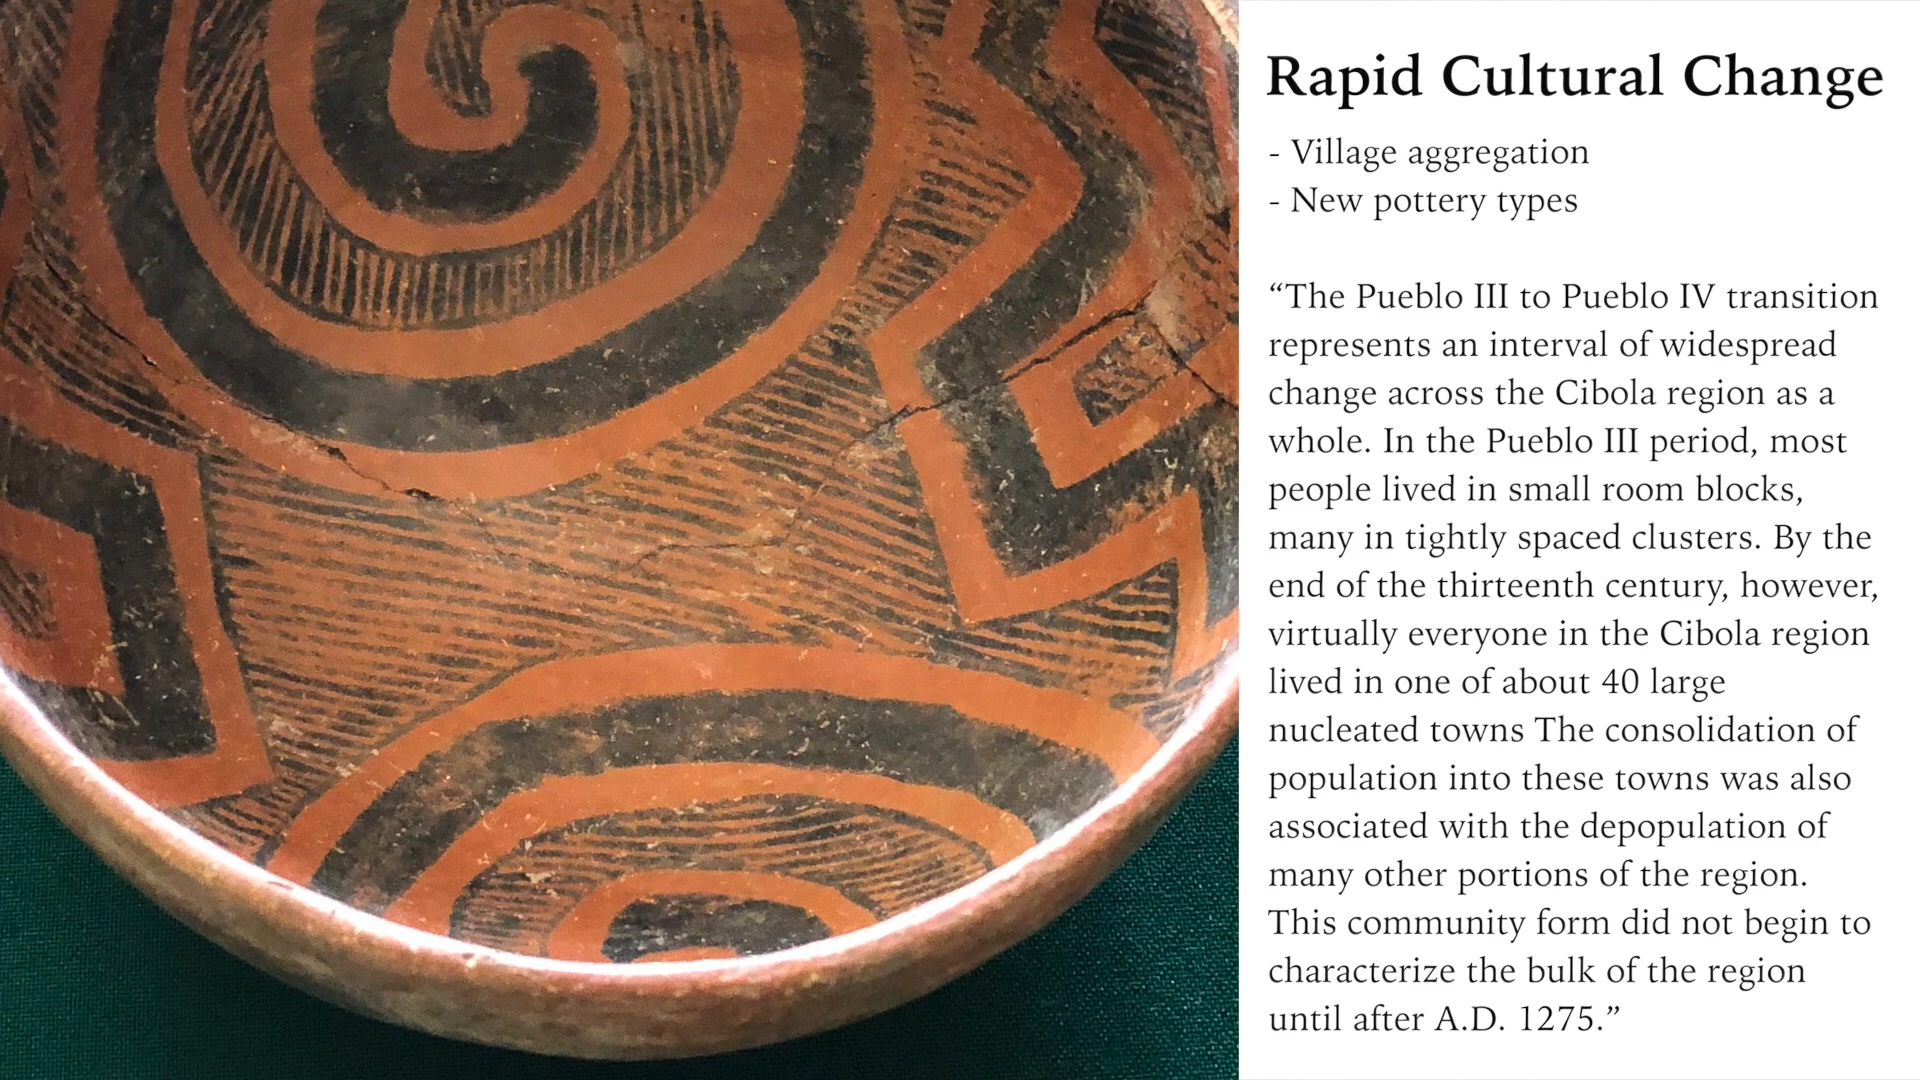 Rapid Cultural Change
- Village aggregation
- New pottery types
“The Pueblo III to Pueblo IV transition
represents an interval of widespread
change across the Cibola region as a
whole. In the Pueblo III period, most
people lived in small room blocks,
many in tightly spaced clusters. By the
end of the thirteenth century, however,
virtually everyone in the Cibola region
lived in one of about 40 large
nucleated towns The consolidation of
population into these towns was also
associated with the depopulation of
many other portions of the region.
This community form did not begin to
characterize the bulk of the region
until after A.D. 1275.”